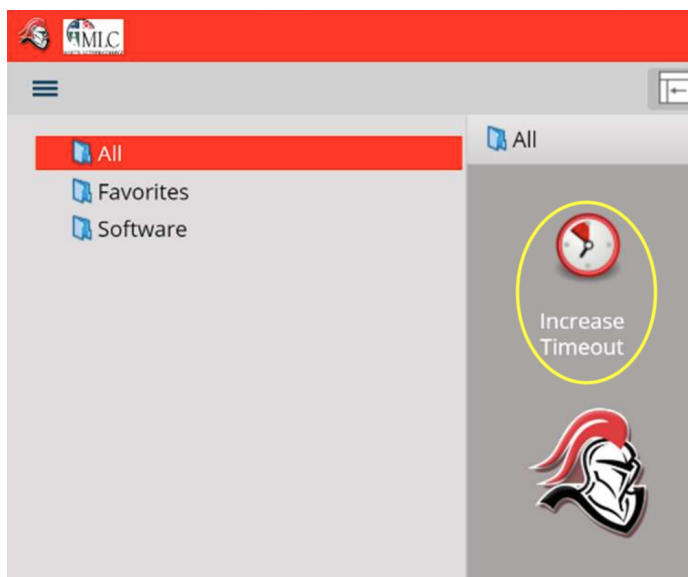 MLC
All
Favorites
Software
All
Increase
Timeout